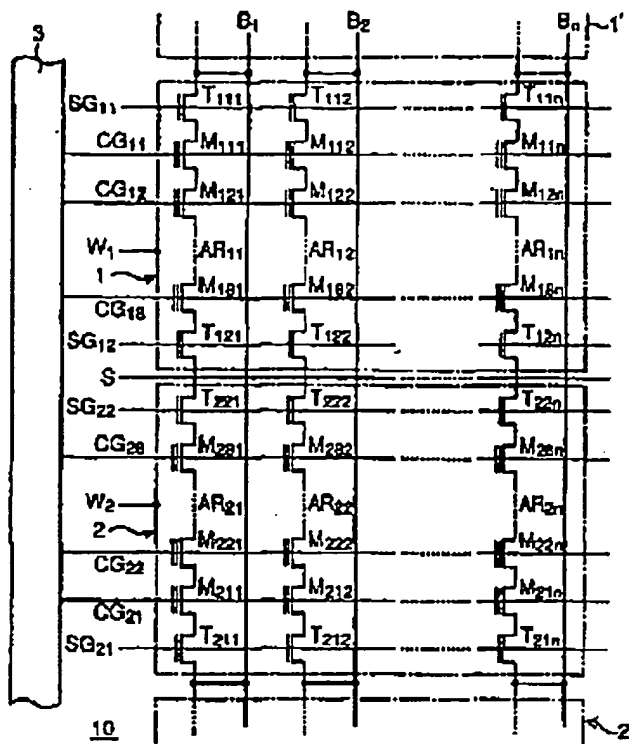 3 B1 B2 Bn 1'
SG11 T111 T112 T11n
CG11 M111 M112 M11n
CG12 M121 M122 M12n
W1 AR11 AR12 AR1n
1
M181 M182 M18n
CG18
SG12 T121 T122 T12n
S
SG22 T221 T222 T22n
CG28 M281 M282 M28n
W2 AR21 AR22 AR2n
2
M221 M222 M22n
CG22
M211 M212 M21n
CG21
SG21 T211 T212 T21n
10 2